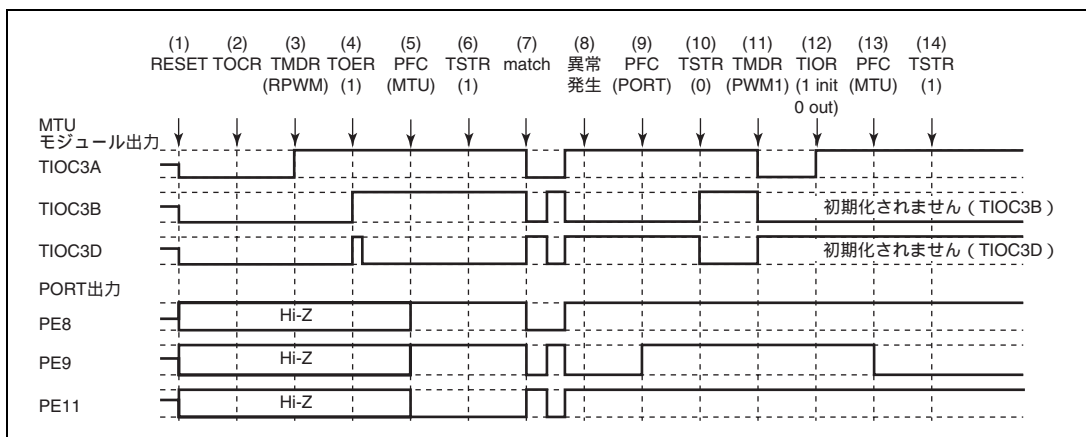 (1) (2) (3) (4) (5) (6) (7) (8) (9) (10) (11) (12) (13) (14)
RESET TOCR TMDR TOER PFC TSTR match 異常 PFC TSTR TMDR TIOR PFC TSTR
(RPWM) (1) (MTU) (1) 発生 (PORT) (0) (PWM1) (1 init (MTU) (1)
0 out)
MTU
モジュール出力
TIOC3A
TIOC3B 初期化されません ( TIOC3B )
TIOC3D 初期化されません ( TIOC3D )
PORT出力
PE8 Hi-Z
PE9 Hi-Z
PE11 Hi-Z